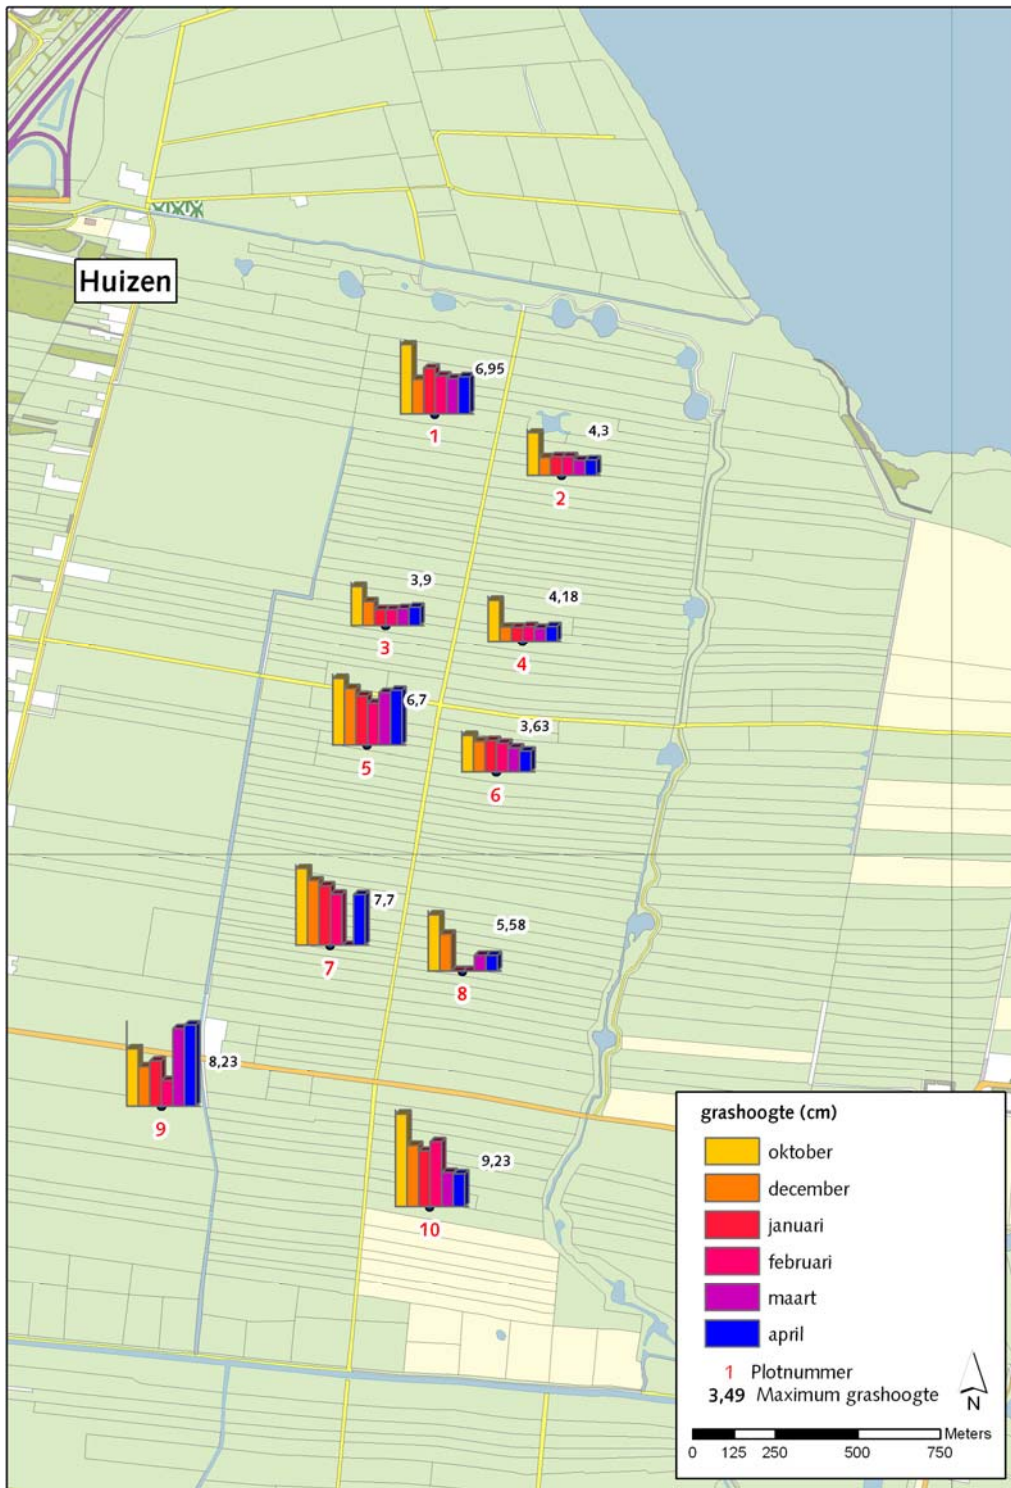 Huizen
6,95
1
4,3
2
3,9
3
4,18
4
6,7
5
3,63
6
7,7
7
5,58
8
8,23
9
9,23
10
grashoogte (cm)
oktober
december
januari
februari
maart
april
1 Plotnummer
3,49 Maximum grashoogte
N
Meters
0 125 250 500 750